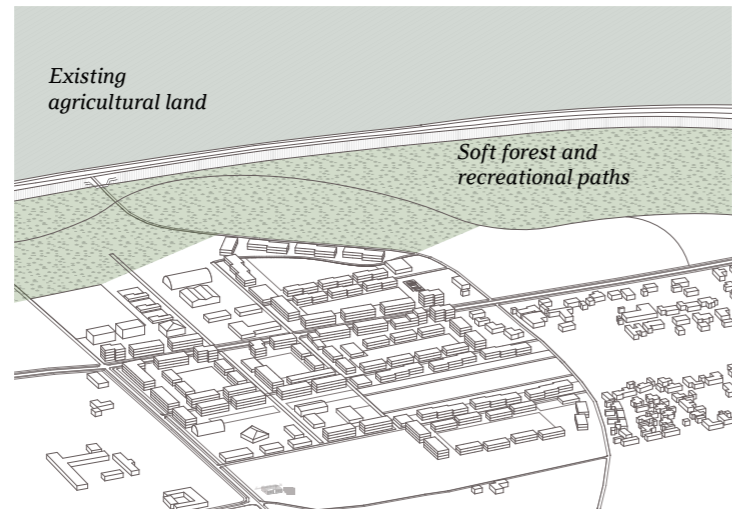 Existing
agricultural land
Soft forest and
recreational paths